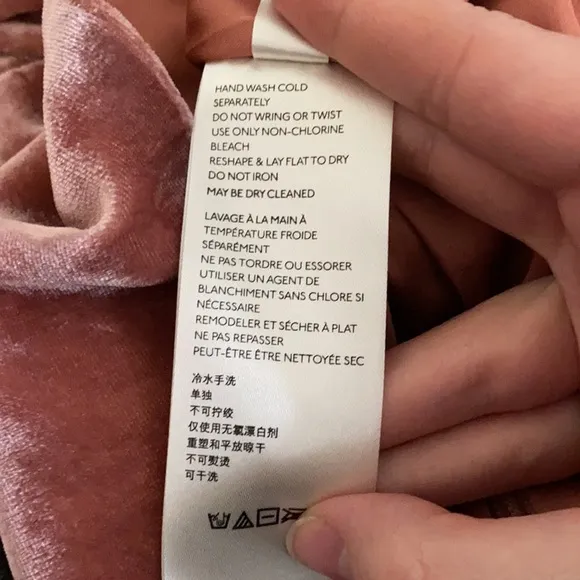 HAND WASH COLD
SEPARATELY
DO NOT WRING OR TWIST
USE ONLY NON-CHLORINE
BLEACH
RESHAPE & LAY FLAT TO DRY
DO NOT IRON
MAY BE DRY CLEANED
LAVAGE À LA MAIN À
TEMPÉRATURE FROIDE
SÉPARÉMENT
NE PAS TORDRE OU ESSORER
UTILISER UN AGENT DE
BLANCHIMENT SANS CHLORE SI
NÉCESSAIRE
REMODELER ET SÉCHER À PLAT
NE PAS REPASSER
PEUT-ÊTRE ÊTRE NETTOYÉE SEC
冷水手洗
单独
不可拧绞
仅使用无氯漂白剂
重塑和平放晾干
不可熨烫
可干洗